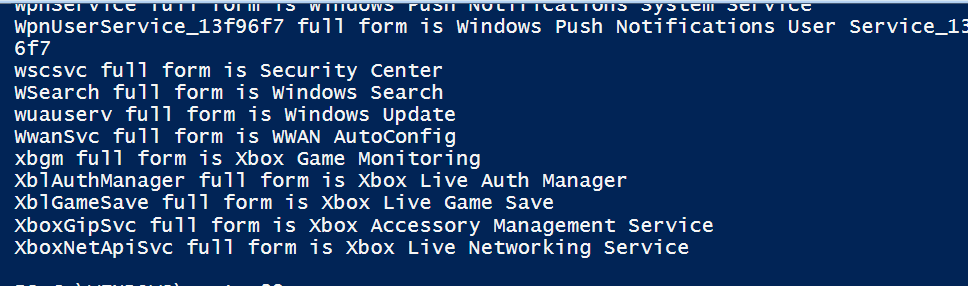 WpnService full form is Windows Push Notifications System Service
WpnUserService_13f96f7 full form is Windows Push Notifications User Service_13
6f7
wscsvc full form is Security Center
WSearch full form is Windows Search
wuauserv full form is Windows Update
WwanSvc full form is WWAN AutoConfig
xbgm full form is Xbox Game Monitoring
XblAuthManager full form is Xbox Live Auth Manager
XblGameSave full form is Xbox Live Game Save
XboxGipSvc full form is Xbox Accessory Management Service
XboxNetApiSvc full form is Xbox Live Networking Service